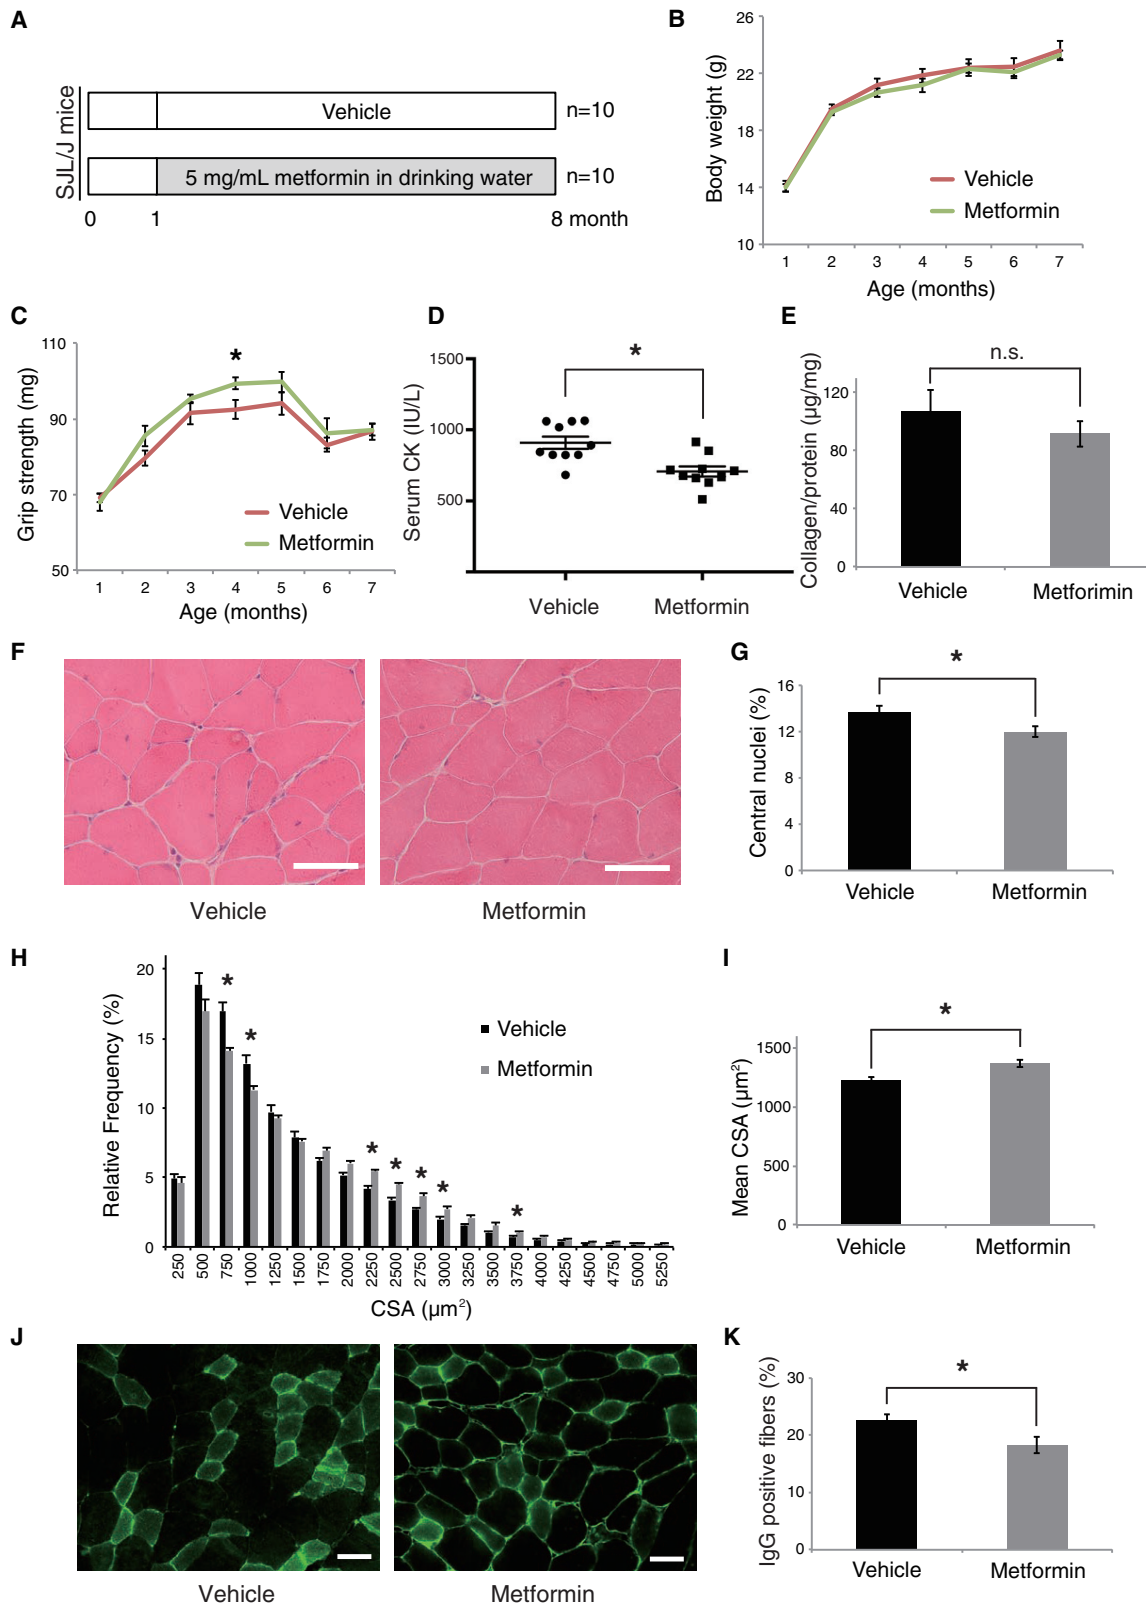 A
SJL/J mice
Vehicle
n=10
5 mg/mL metformin in drinking water
n=10
0 1 8 month
B
Body weight (g)
26
22
18
14
10
Vehicle
Metformin
1 2 3 4 5 6 7
Age (months)
C
Grip strength (mg)
110
90
70
50
*
Vehicle
Metformin
1 2 3 4 5 6 7
Age (months)
D
Serum CK (IU/L)
1500
1000
500
*
Vehicle Metformin
E
Collagen/protein (µg/mg)
120
80
40
0
n.s.
Vehicle Metforimin
F
Vehicle Metformin
G
Central nuclei (%)
16
12
8
4
0
*
Vehicle Metformin
H
Relative Frequency (%)
20
15
10
5
0
* * * * * * *
Vehicle
Metformin
250 500 750 1000 1250 1500 1750 2000 2250 2500 2750 3000 3250 3500 3750 4000 4250 4500 4750 5000 5250
CSA (µm²)
I
Mean CSA (µm²)
1500
1000
500
0
*
Vehicle Metformin
J
Vehicle Metformin
K
IgG positive fibers (%)
30
20
10
0
*
Vehicle Metformin